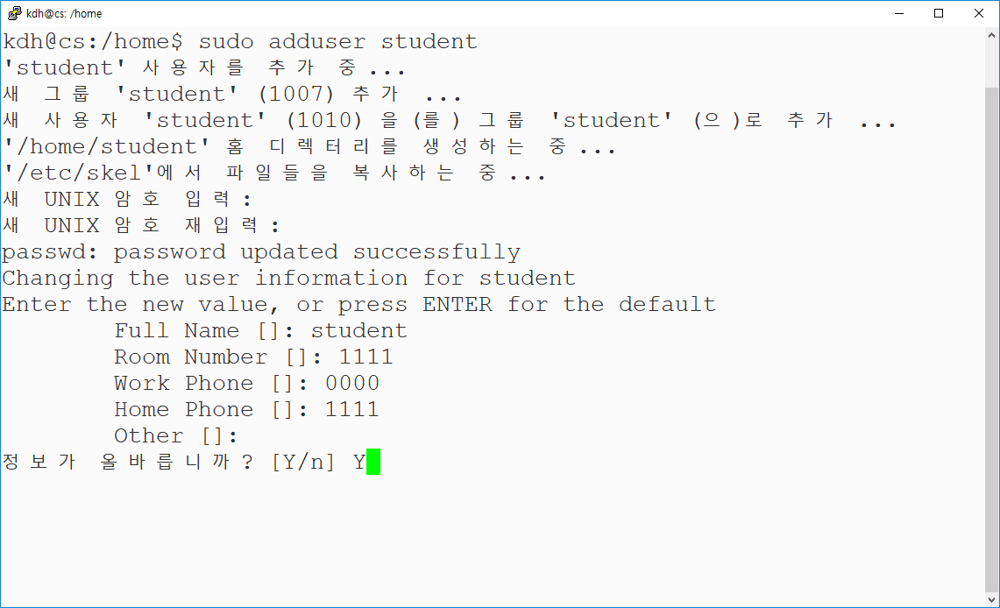 kdh@cs: /home
kdh@cs:/home$ sudo adduser student
'student' 사용자를 추가 중...
새 그룹 'student' (1007) 추가 ...
새 사용자 'student' (1010) 을(를) 그룹 'student' (으)로 추가 ...
'/home/student' 홈 디렉터리를 생성하는 중...
'/etc/skel'에서 파일들을 복사하는 중...
새 UNIX 암호 입력:
새 UNIX 암호 재입력:
passwd: password updated successfully
Changing the user information for student
Enter the new value, or press ENTER for the default
Full Name []: student
Room Number []: 1111
Work Phone []: 0000
Home Phone []: 1111
Other []:
정보가 올바릅니까? [Y/n] Y